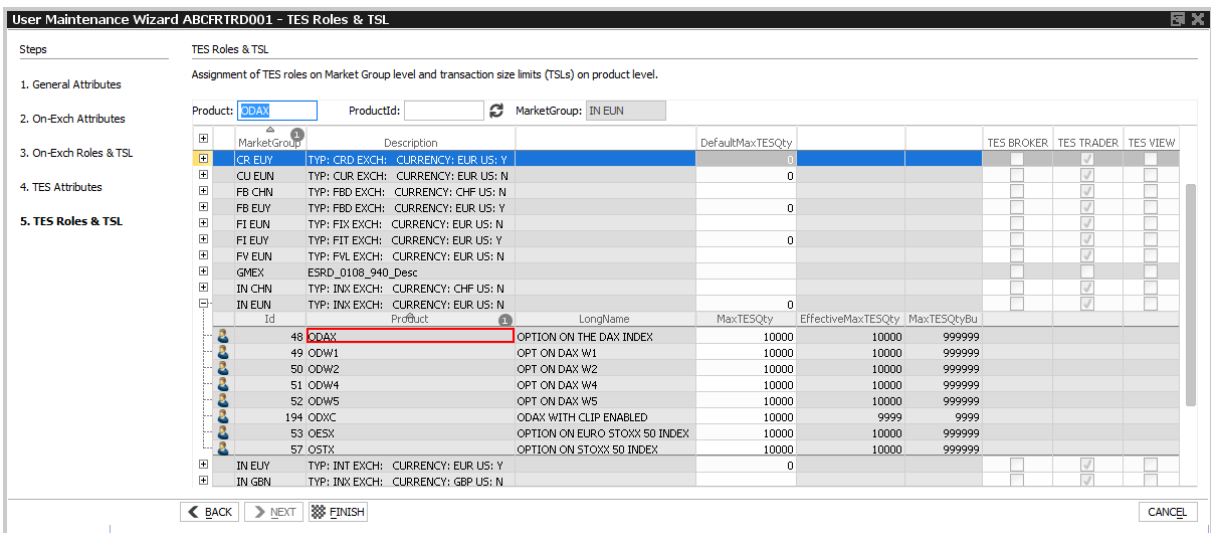 User Maintenance Wizard ABCFRTRD001 - TES Roles & TSL
Steps
1. General Attributes
2. On-Exch Attributes
3. On-Exch Roles & TSL
4. TES Attributes
5. TES Roles & TSL
TES Roles & TSL
Assignment of TES roles on Market Group level and transaction size limits (TSLs) on product level.
Product: ODAX ProductId: MarketGroup: IN EUN
MarketGroup 1 Description DefaultMaxTESQty TES BROKER TES TRADER TES VIEW
CR EUY TYP: CRD EXCH: CURRENCY: EUR US: Y 0
CU EUN TYP: CUR EXCH: CURRENCY: EUR US: N 0
FB CHN TYP: FBD EXCH: CURRENCY: CHF US: N
FB EUY TYP: FBD EXCH: CURRENCY: EUR US: Y 0
FI EUN TYP: FIX EXCH: CURRENCY: EUR US: N
FI EUY TYP: FIT EXCH: CURRENCY: EUR US: Y 0
FV EUN TYP: FVL EXCH: CURRENCY: EUR US: N
GMEX ESRD_0108_940_Desc
IN CHN TYP: INX EXCH: CURRENCY: CHF US: N
IN EUN TYP: INX EXCH: CURRENCY: EUR US: N 0
Id Product 1 LongName MaxTESQty EffectiveMaxTESQty MaxTESQtyBu
48 ODAX OPTION ON THE DAX INDEX 10000 10000 999999
49 ODW1 OPT ON DAX W1 10000 10000 999999
50 ODW2 OPT ON DAX W2 10000 10000 999999
51 ODW4 OPT ON DAX W4 10000 10000 999999
52 ODW5 OPT ON DAX W5 10000 10000 999999
194 ODXC ODAX WITH CLIP ENABLED 10000 9999 9999
53 OESX OPTION ON EURO STOXX 50 INDEX 10000 10000 999999
57 OSTX OPTION ON STOXX 50 INDEX 10000 10000 999999
IN EUY TYP: INT EXCH: CURRENCY: EUR US: Y 0
IN GBN TYP: INX EXCH: CURRENCY: GBP US: N
BACK NEXT FINISH CANCEL